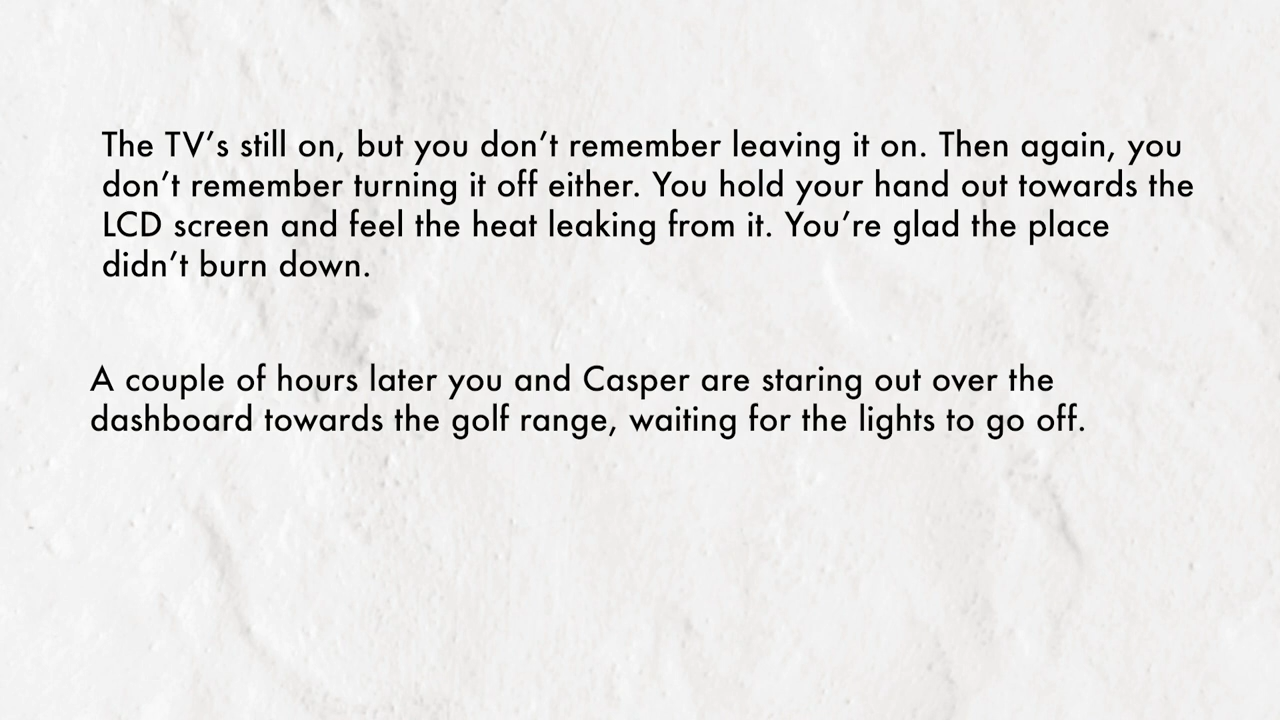 The TV’s still on, but you don’t remember leaving it on. Then again, you
don’t remember turning it off either. You hold your hand out towards the
LCD screen and feel the heat leaking from it. You’re glad the place
didn’t burn down.
A couple of hours later you and Casper are staring out over the
dashboard towards the golf range, waiting for the lights to go off.